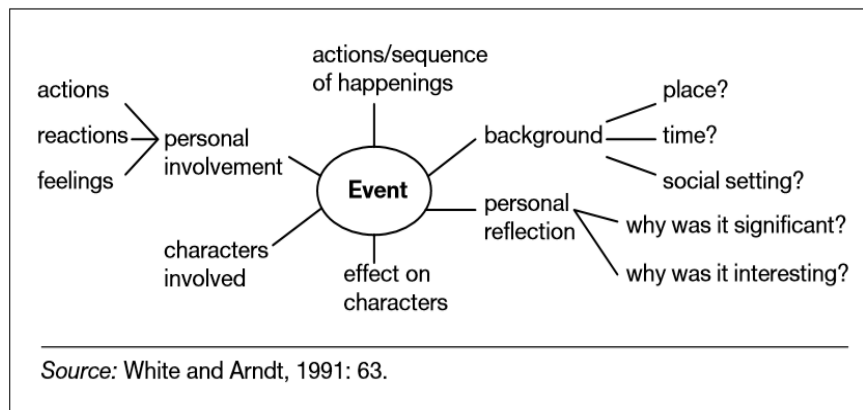 actions/sequence
of happenings
actions
reactions
feelings
personal
involvement
Event
background
place?
time?
social setting?
personal
reflection
why was it significant?
why was it interesting?
characters
involved
effect on
characters
Source: White and Arndt, 1991: 63.